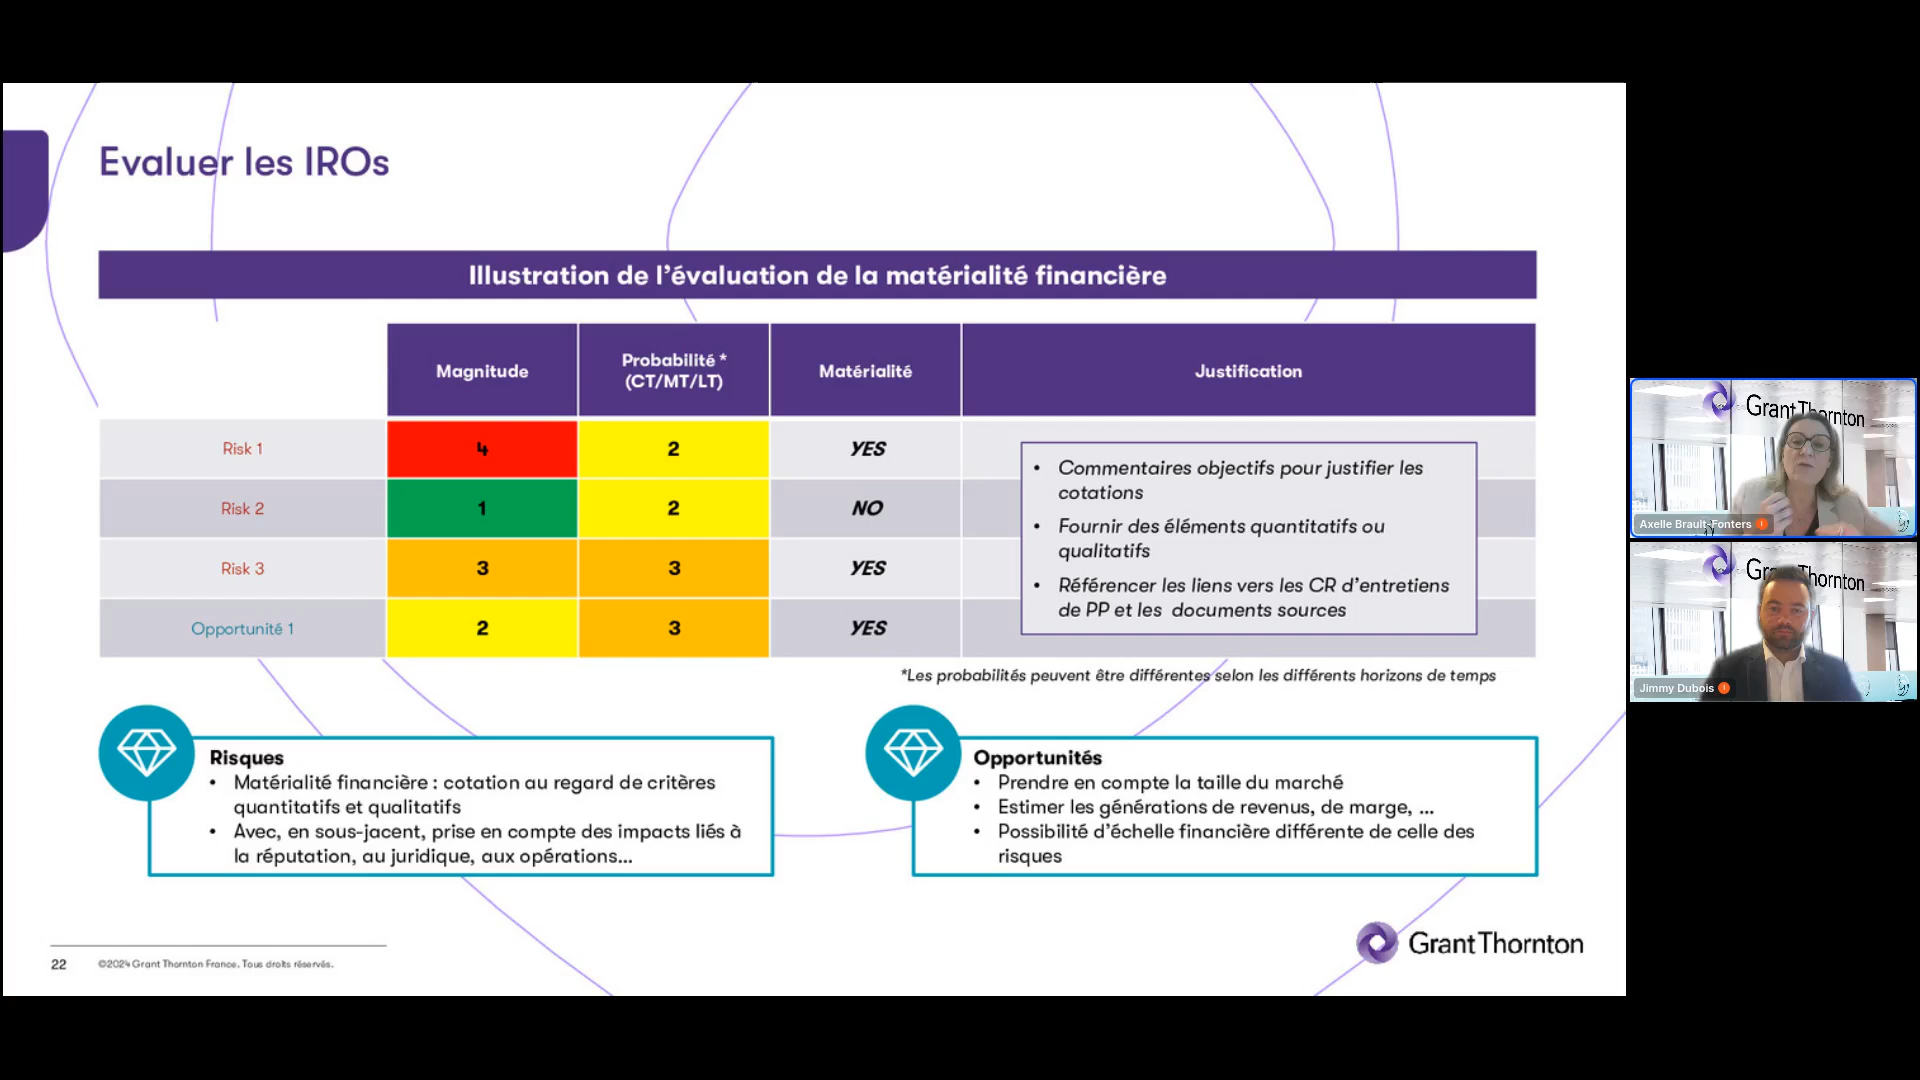 Evaluer les IROs
Illustration de l'évaluation de la matérialité financière
Magnitude
Probabilité *
(CT/MT/LT)
Matérialité
Justification
Risk 1
4
2
YES
Risk 2
1
2
NO
Risk 3
3
3
YES
Opportunité 1
2
3
YES
• Commentaires objectifs pour justifier les
cotations
• Fournir des éléments quantitatifs ou
qualitatifs
• Référencer les liens vers les CR d'entretiens
de PP et les documents sources
*Les probabilités peuvent être différentes selon les différents horizons de temps
Risques
• Matérialité financière : cotation au regard de critères
quantitatifs et qualitatifs
• Avec, en sous-jacent, prise en compte des impacts liés à
la réputation, au juridique, aux opérations...
Opportunités
• Prendre en compte la taille du marché
• Estimer les générations de revenus, de marge, ...
• Possibilité d'échelle financière différente de celle des
risques
22
©2024 Grant Thornton France. Tous droits réservés.
Grant Thornton
Grant Thornton
Axelle Brault-Fonters
Grant Thornton
Jimmy Dubois